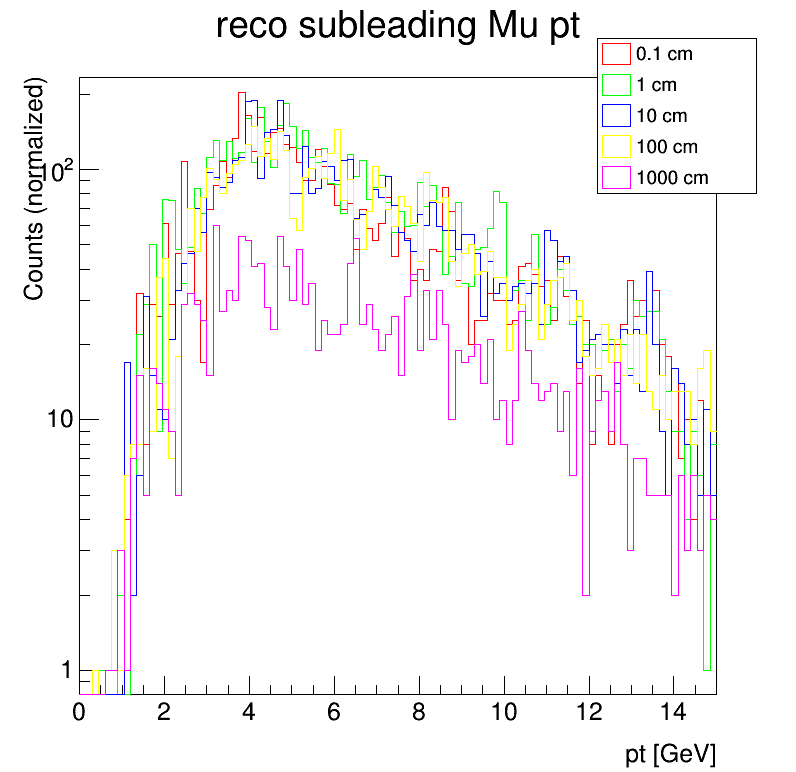 reco subleading Mu pt
0.1 cm
1 cm
10 cm
100 cm
1000 cm
Counts (normalized)
10²
10
1
0 2 4 6 8 10 12 14
pt [GeV]